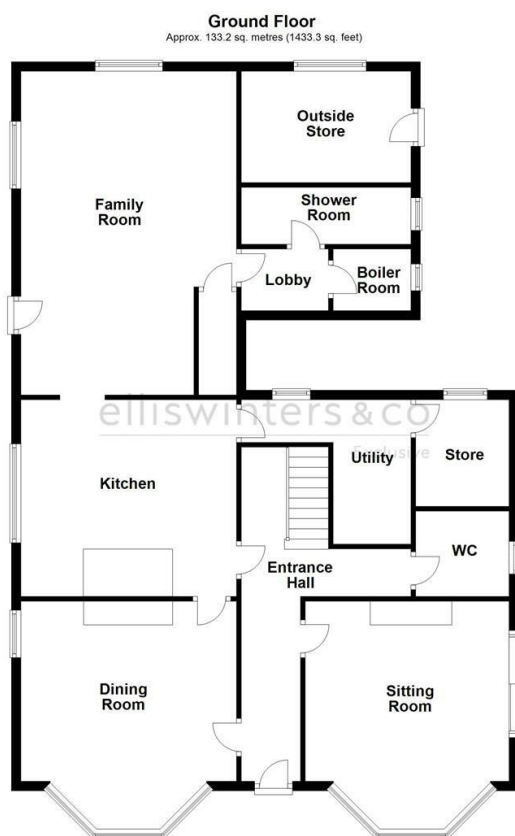 Ground Floor
Approx. 133.2 sq. metres (1433.3 sq. feet)
Outside
Store
Family
Room
Shower
Room
Lobby
Boiler
Room
elliswinters & co
Exclusive
Kitchen
Utility
Store
Entrance
Hall
WC
Dining
Room
Sitting
Room